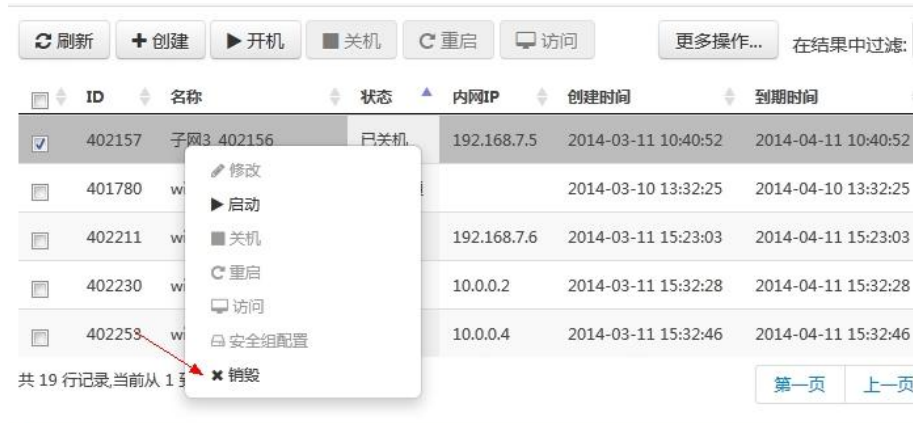 刷新 创建 开机 关机 重启 访问 更多操作... 在结果中过滤:
ID 名称 状态 内网IP 创建时间 到期时间
402157 子网3_402156 已关机 192.168.7.5 2014-03-11 10:40:52 2014-04-11 10:40:52
修改
401780 wi 2014-03-10 13:32:25 2014-04-10 13:32:25
启动
402211 wi 关机 192.168.7.6 2014-03-11 15:23:03 2014-04-11 15:23:03
重启
402230 wi 10.0.0.2 2014-03-11 15:32:28 2014-04-11 15:32:28
访问
402253 wi 安全组配置 10.0.0.4 2014-03-11 15:32:46 2014-04-11 15:32:46
共 19 行记录,当前从 1 销毁 第一页 上一页